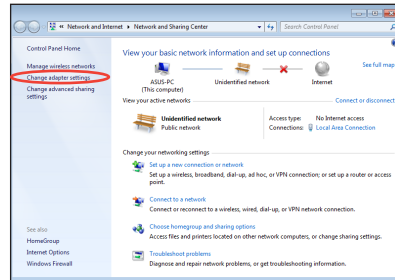 « Network and Internet ▸ Network and Sharing Center
Search Control Panel
Control Panel Home
Manage wireless networks
Change adapter settings
Change advanced sharing
settings
See also
HomeGroup
Internet Options
Windows Firewall
View your basic network information and set up connections
See full map
ASUS-PC
(This computer)
Unidentified network
Internet
View your active networks
Connect or disconnect
Unidentified network
Public network
Access type: No Internet access
Connections: Local Area Connection
Change your networking settings
Set up a new connection or network
Set up a wireless, broadband, dial-up, ad hoc, or VPN connection; or set up a router or access
point.
Connect to a network
Connect or reconnect to a wireless, wired, dial-up, or VPN network connection.
Choose homegroup and sharing options
Access files and printers located on other network computers, or change sharing settings.
Troubleshoot problems
Diagnose and repair network problems, or get troubleshooting information.